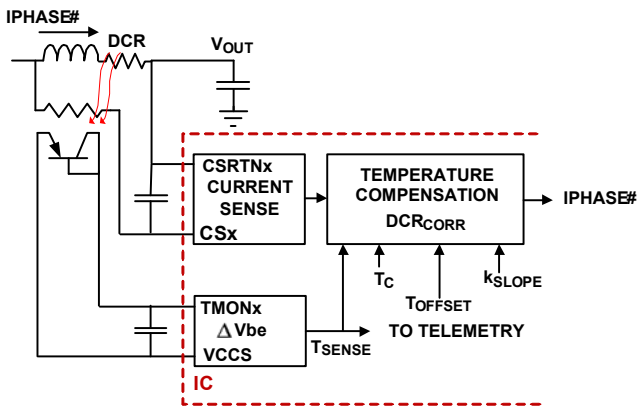 IPHASE#
DCR
VOUT
CSRTNx
CURRENT
SENSE
CSx
TEMPERATURE
COMPENSATION
DCRCORR
IPHASE#
TC
TOFFSET
kSLOPE
TMONx
ΔVbe
VCCS
TSENSE
TO TELEMETRY
IC